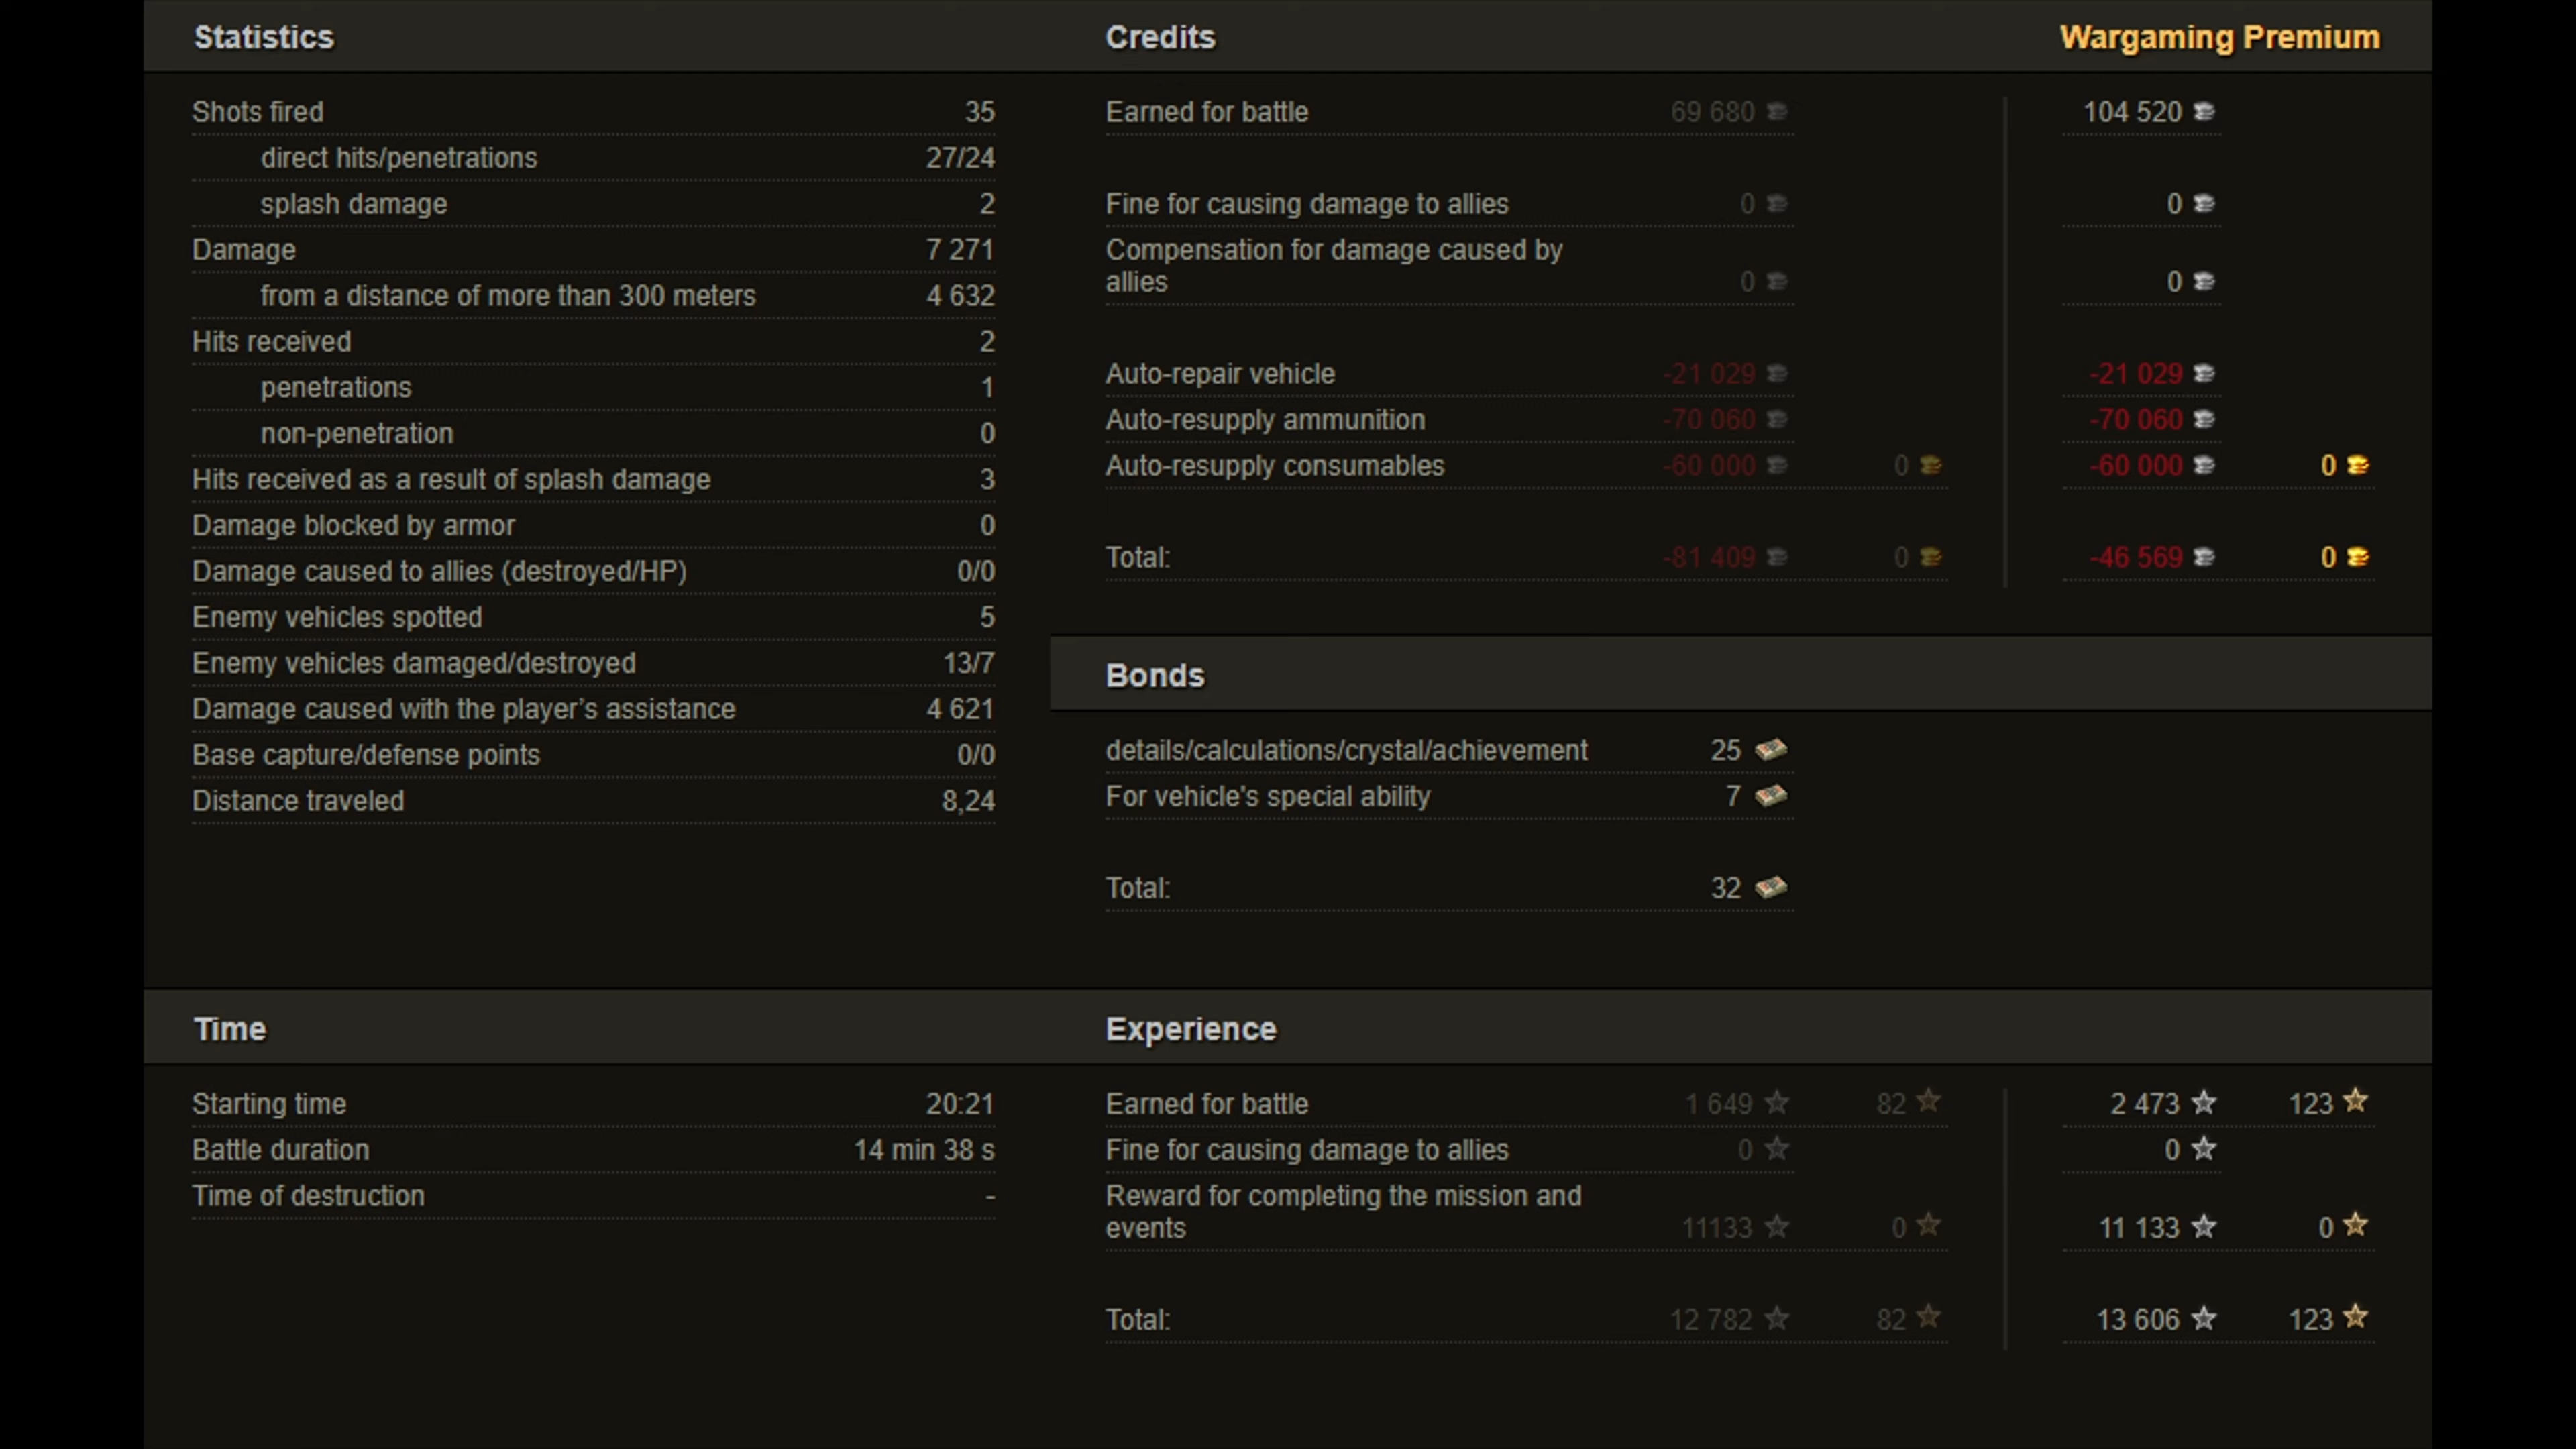 Statistics
Shots fired 35
direct hits/penetrations 27/24
splash damage 2
Damage 7 271
from a distance of more than 300 meters 4 632
Hits received 2
penetrations 1
non-penetration 0
Hits received as a result of splash damage 3
Damage blocked by armor 0
Damage caused to allies (destroyed/HP) 0/0
Enemy vehicles spotted 5
Enemy vehicles damaged/destroyed 13/7
Damage caused with the player's assistance 4 621
Base capture/defense points 0/0
Distance traveled 8,24
Credits Wargaming Premium
Earned for battle 69 680 104 520
Fine for causing damage to allies 0 0
Compensation for damage caused by
allies 0 0
Auto-repair vehicle -21 029 -21 029
Auto-resupply ammunition -70 060 -70 060
Auto-resupply consumables -60 000 0 -60 000 0
Total: -81 409 0 -46 569 0
Bonds
details/calculations/crystal/achievement 25
For vehicle's special ability 7
Total: 32
Time
Starting time 20:21
Battle duration 14 min 38 s
Time of destruction -
Experience
Earned for battle 1 649 82 2 473 123
Fine for causing damage to allies 0 0
Reward for completing the mission and
events 11133 0 11 133 0
Total: 12 782 82 13 606 123